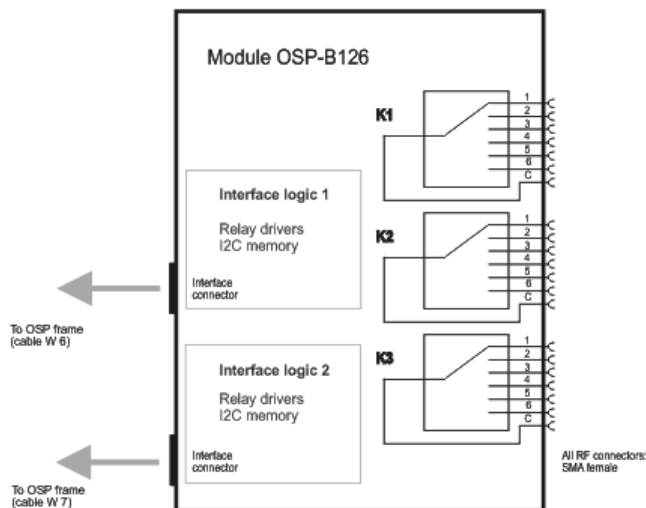 Module OSP-B126
K1
1
2
3
4
5
6
C
Interface logic 1
Relay drivers
I2C memory
Interface
connector
K2
1
2
3
4
5
6
C
To OSP frame
(cable W 6)
Interface logic 2
Relay drivers
I2C memory
Interface
connector
K3
1
2
3
4
5
6
C
All RF connectors:
SMA female
To OSP frame
(cable W 7)